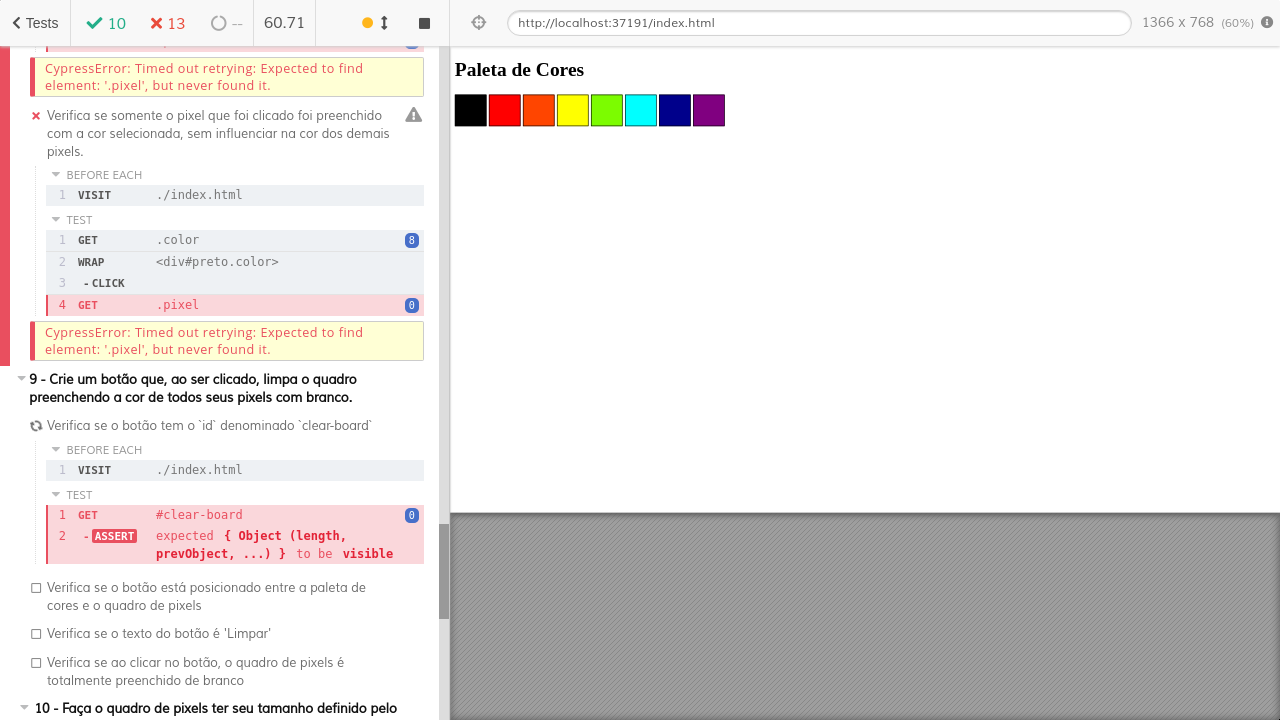 Tests
10
13
--
60.71
http://localhost:37191/index.html
1366 x 768 (60%)
CypressError: Timed out retrying: Expected to find
element: '.pixel', but never found it.
Verifica se somente o pixel que foi clicado foi preenchido
com a cor selecionada, sem influenciar na cor dos demais
pixels.
BEFORE EACH
1 VISIT ./index.html
TEST
1 GET .color 8
2 WRAP <div#preto.color>
3 - CLICK
4 GET .pixel 0
CypressError: Timed out retrying: Expected to find
element: '.pixel', but never found it.
9 - Crie um botão que, ao ser clicado, limpa o quadro
preenchendo a cor de todos seus pixels com branco.
Verifica se o botão tem o `id` denominado `clear-board`
BEFORE EACH
1 VISIT ./index.html
TEST
1 GET #clear-board 0
2 - ASSERT expected { Object (length,
prevObject, ...) } to be visible
Verifica se o botão está posicionado entre a paleta de
cores e o quadro de pixels
Verifica se o texto do botão é 'Limpar'
Verifica se ao clicar no botão, o quadro de pixels é
totalmente preenchido de branco
10 - Faça o quadro de pixels ter seu tamanho definido pelo
Paleta de Cores